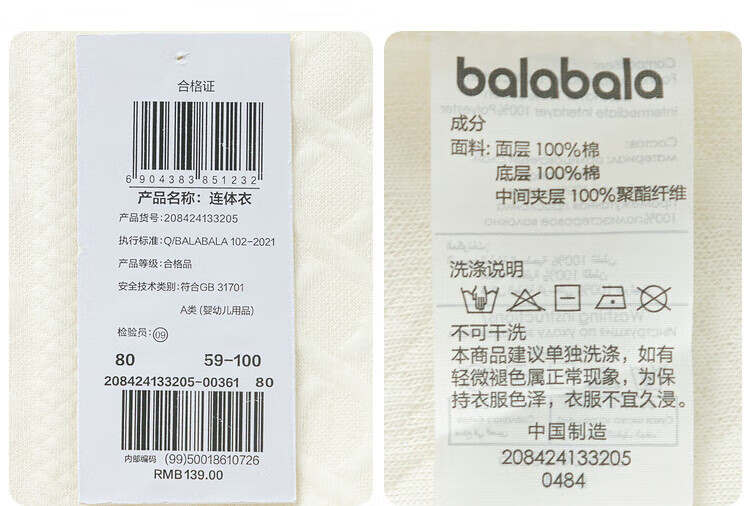 合格证
6 904383 851232
产品名称：连体衣
产品货号：208424133205
执行标准：Q/BALABALA 102-2021
产品等级：合格品
安全技术类别：符合GB 31701
A类 (婴幼儿用品)
检验员：09
80 59-100
208424133205-00361 80
内部编码 (99)50018610726
RMB139.00
balabala
成分
面料：面层 100%棉
底层 100%棉
中间夹层 100%聚酯纤维
洗涤说明
不可干洗
本商品建议单独洗涤，如有
轻微褪色属正常现象，为保
持衣服色泽，衣服不宜久浸。
中国制造
208424133205
0484